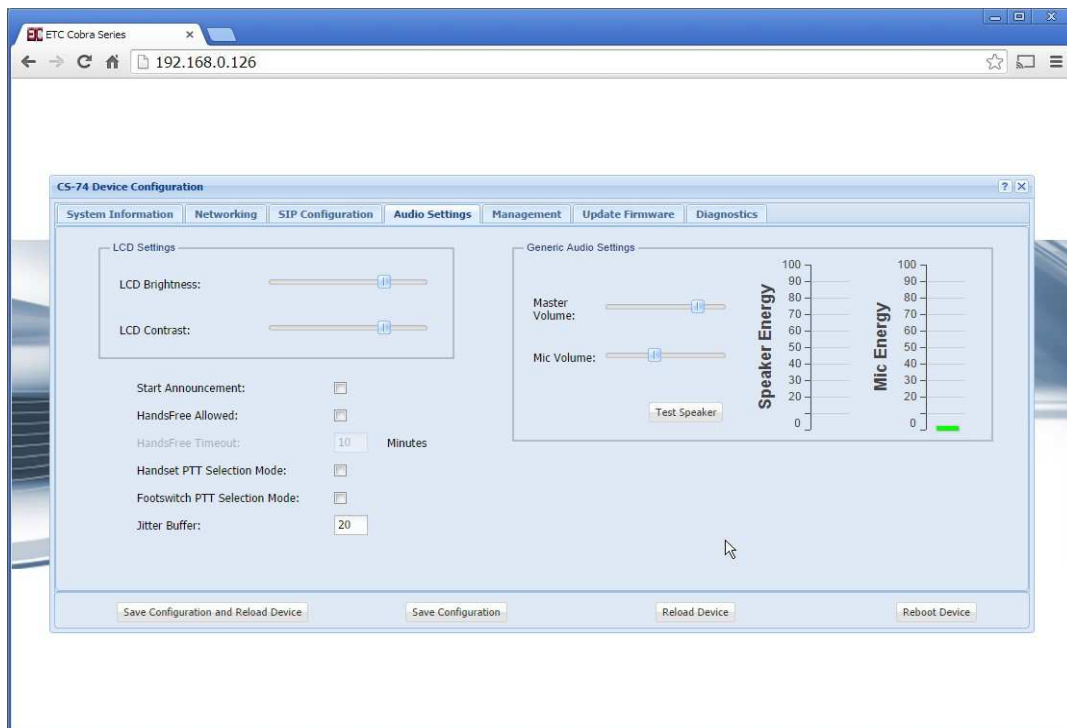 ETC Cobra Series
192.168.0.126
CS-74 Device Configuration
System Information Networking SIP Configuration Audio Settings Management Update Firmware Diagnostics
LCD Settings
LCD Brightness:
LCD Contrast:
Start Announcement:
HandsFree Allowed:
HandsFree Timeout: 10 Minutes
Handset PTT Selection Mode:
Footswitch PTT Selection Mode:
Jitter Buffer: 20
Generic Audio Settings
Master
Volume:
Mic Volume:
Test Speaker
Speaker Energy
100
90
80
70
60
50
40
30
20
0
Mic Energy
100
90
80
70
60
50
40
30
20
0
Save Configuration and Reload Device Save Configuration Reload Device Reboot Device